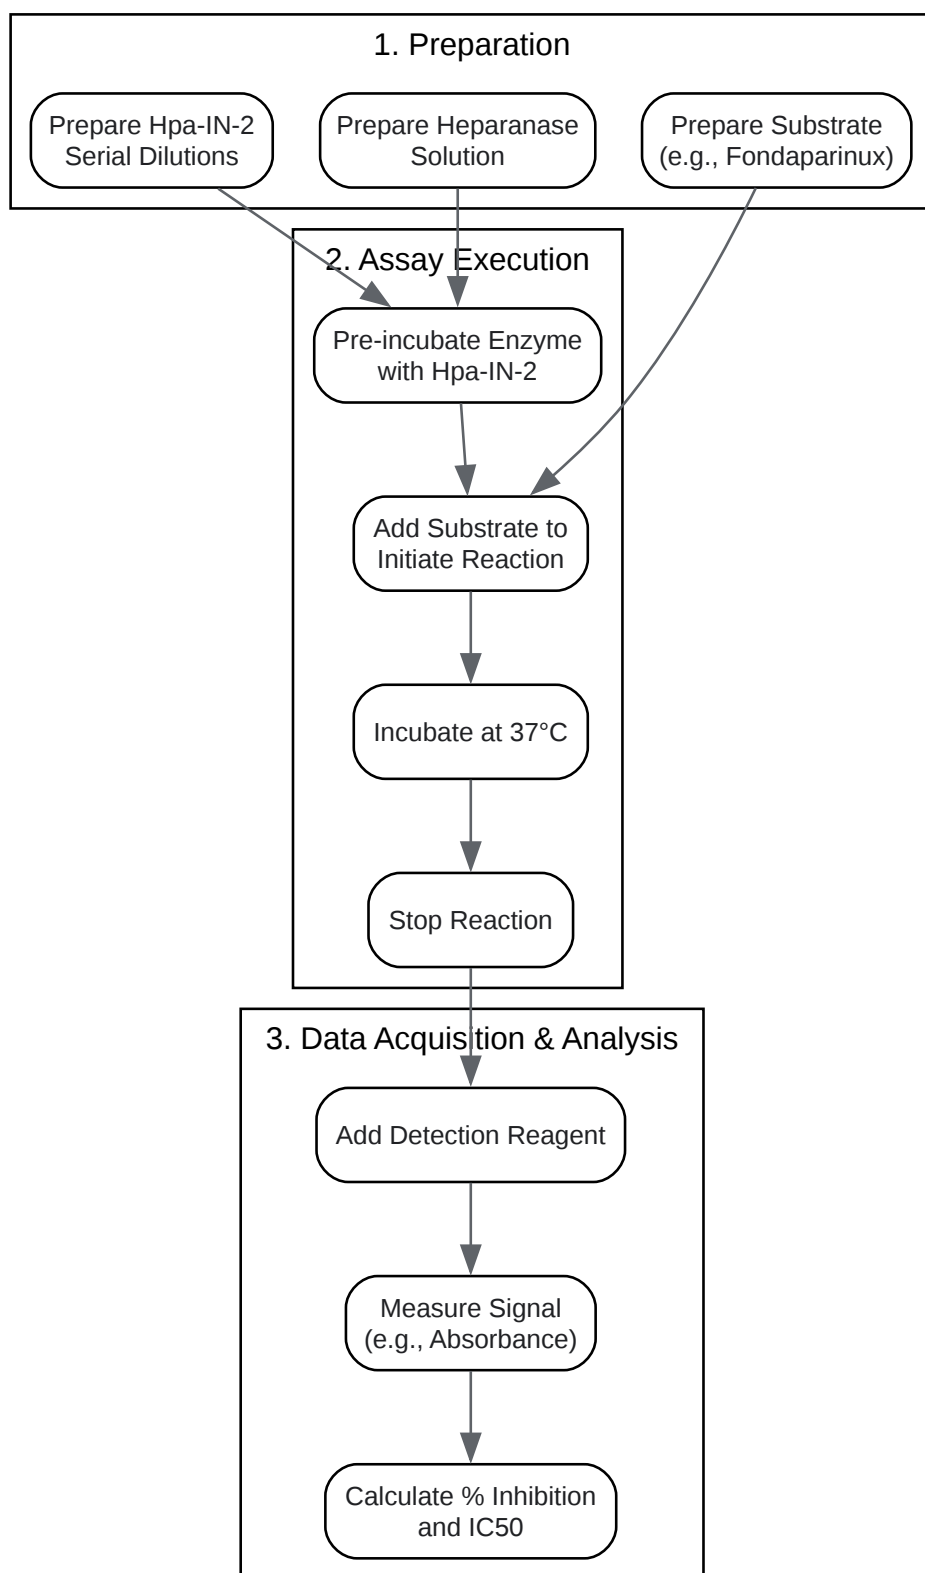 1. Preparation
Prepare Hpa-IN-2
Serial Dilutions
Prepare Heparanase
Solution
Prepare Substrate
(e.g., Fondaparinux)
2. Assay Execution
Pre-incubate Enzyme
with Hpa-IN-2
Add Substrate to
Initiate Reaction
Incubate at 37°C
Stop Reaction
3. Data Acquisition & Analysis
Add Detection Reagent
Measure Signal
(e.g., Absorbance)
Calculate % Inhibition
and IC50